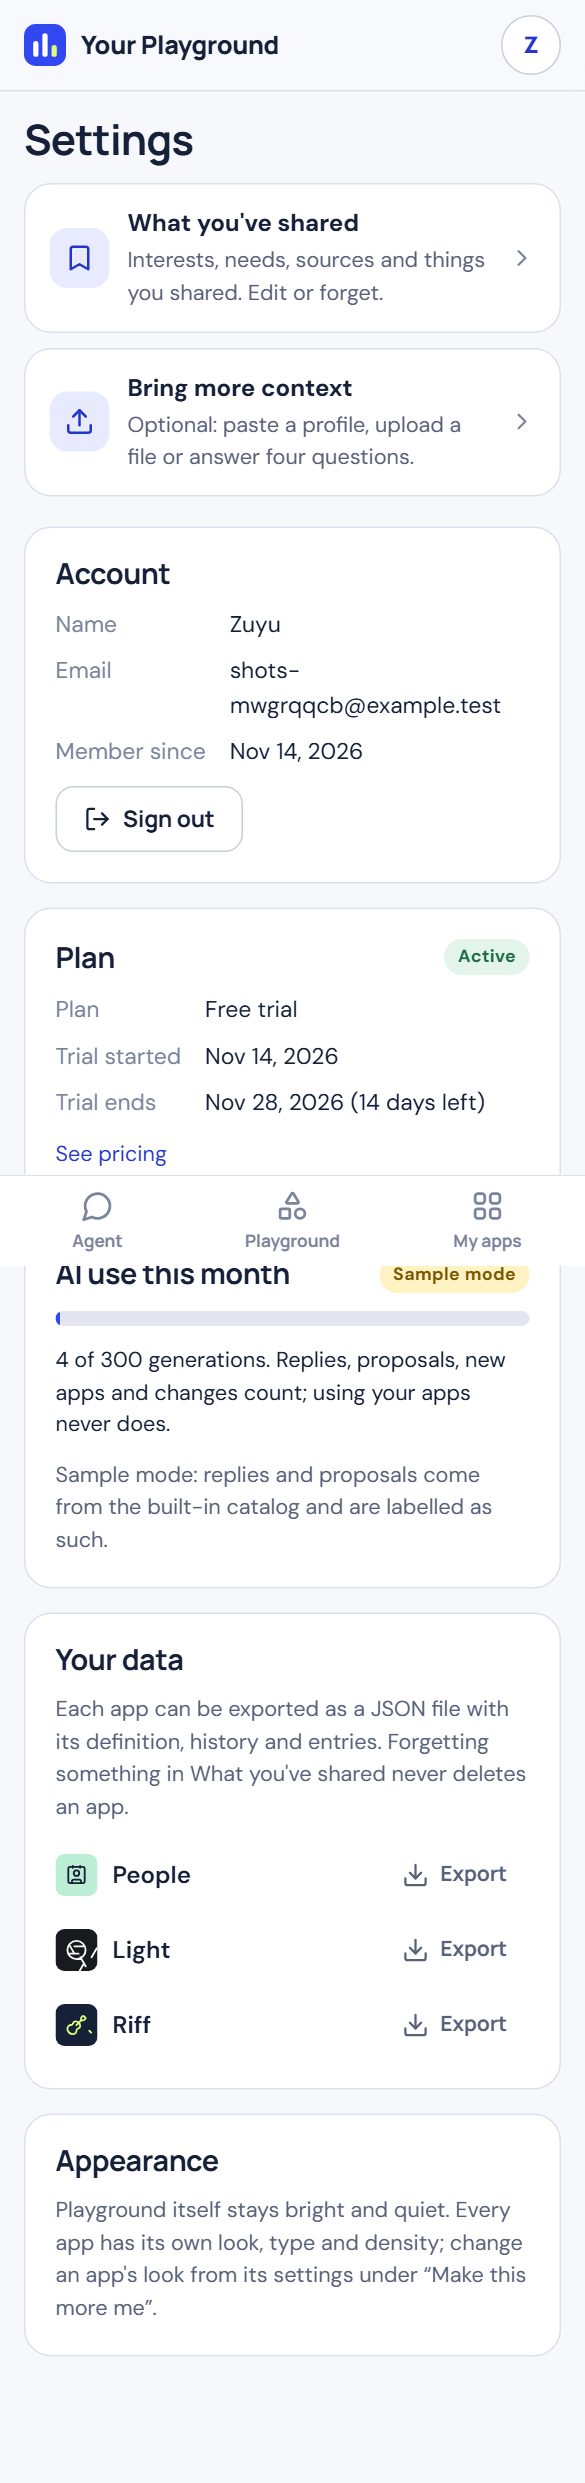 Your Playground
Z
Settings
What you've shared
Interests, needs, sources and things
you shared. Edit or forget.
Bring more context
Optional: paste a profile, upload a
file or answer four questions.
Account
Name Zuyu
Email shots-
mwgrqqcb@example.test
Member since Nov 14, 2026
Sign out
Plan Active
Plan Free trial
Trial started Nov 14, 2026
Trial ends Nov 28, 2026 (14 days left)
See pricing
Agent Playground My apps
AI use this month Sample mode
4 of 300 generations. Replies, proposals, new
apps and changes count; using your apps
never does.
Sample mode: replies and proposals come
from the built-in catalog and are labelled as
such.
Your data
Each app can be exported as a JSON file with
its definition, history and entries. Forgetting
something in What you've shared never deletes
an app.
People Export
Light Export
Riff Export
Appearance
Playground itself stays bright and quiet. Every
app has its own look, type and density; change
an app's look from its settings under “Make this
more me”.